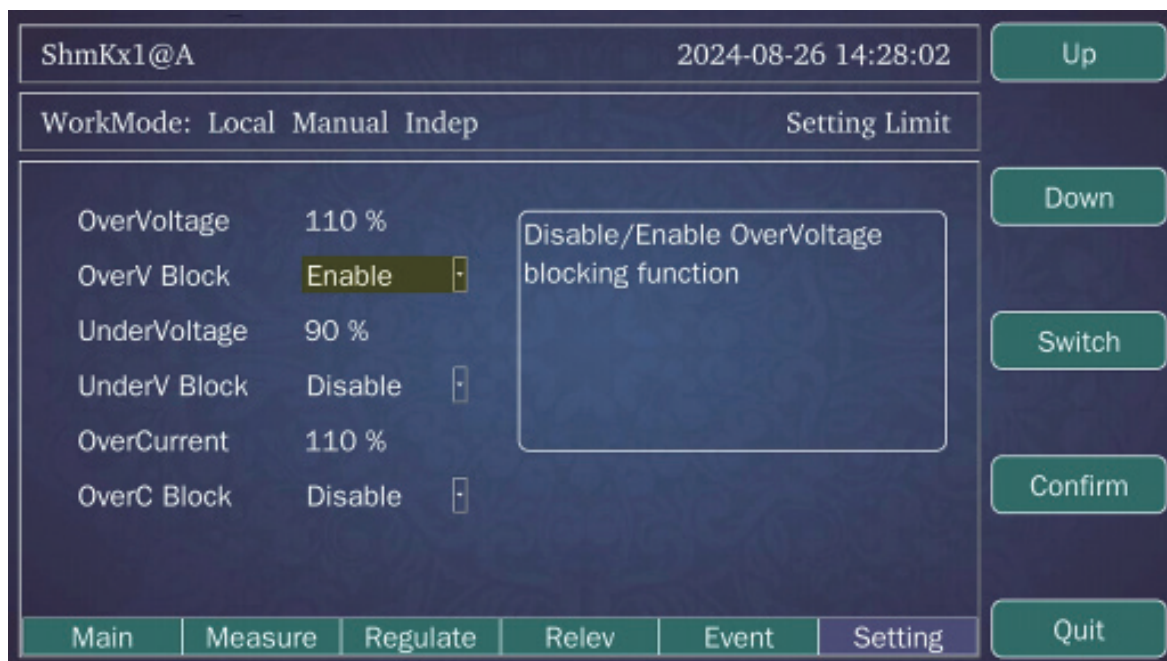 ShmKx1@A 2024-08-26 14:28:02
WorkMode: Local Manual Indep Setting Limit
OverVoltage 110 %
OverV Block Enable
UnderVoltage 90 %
UnderV Block Disable
OverCurrent 110 %
OverC Block Disable
Disable/Enable OverVoltage
blocking function
Main Measure Regulate Relev Event Setting
Up
Down
Switch
Confirm
Quit